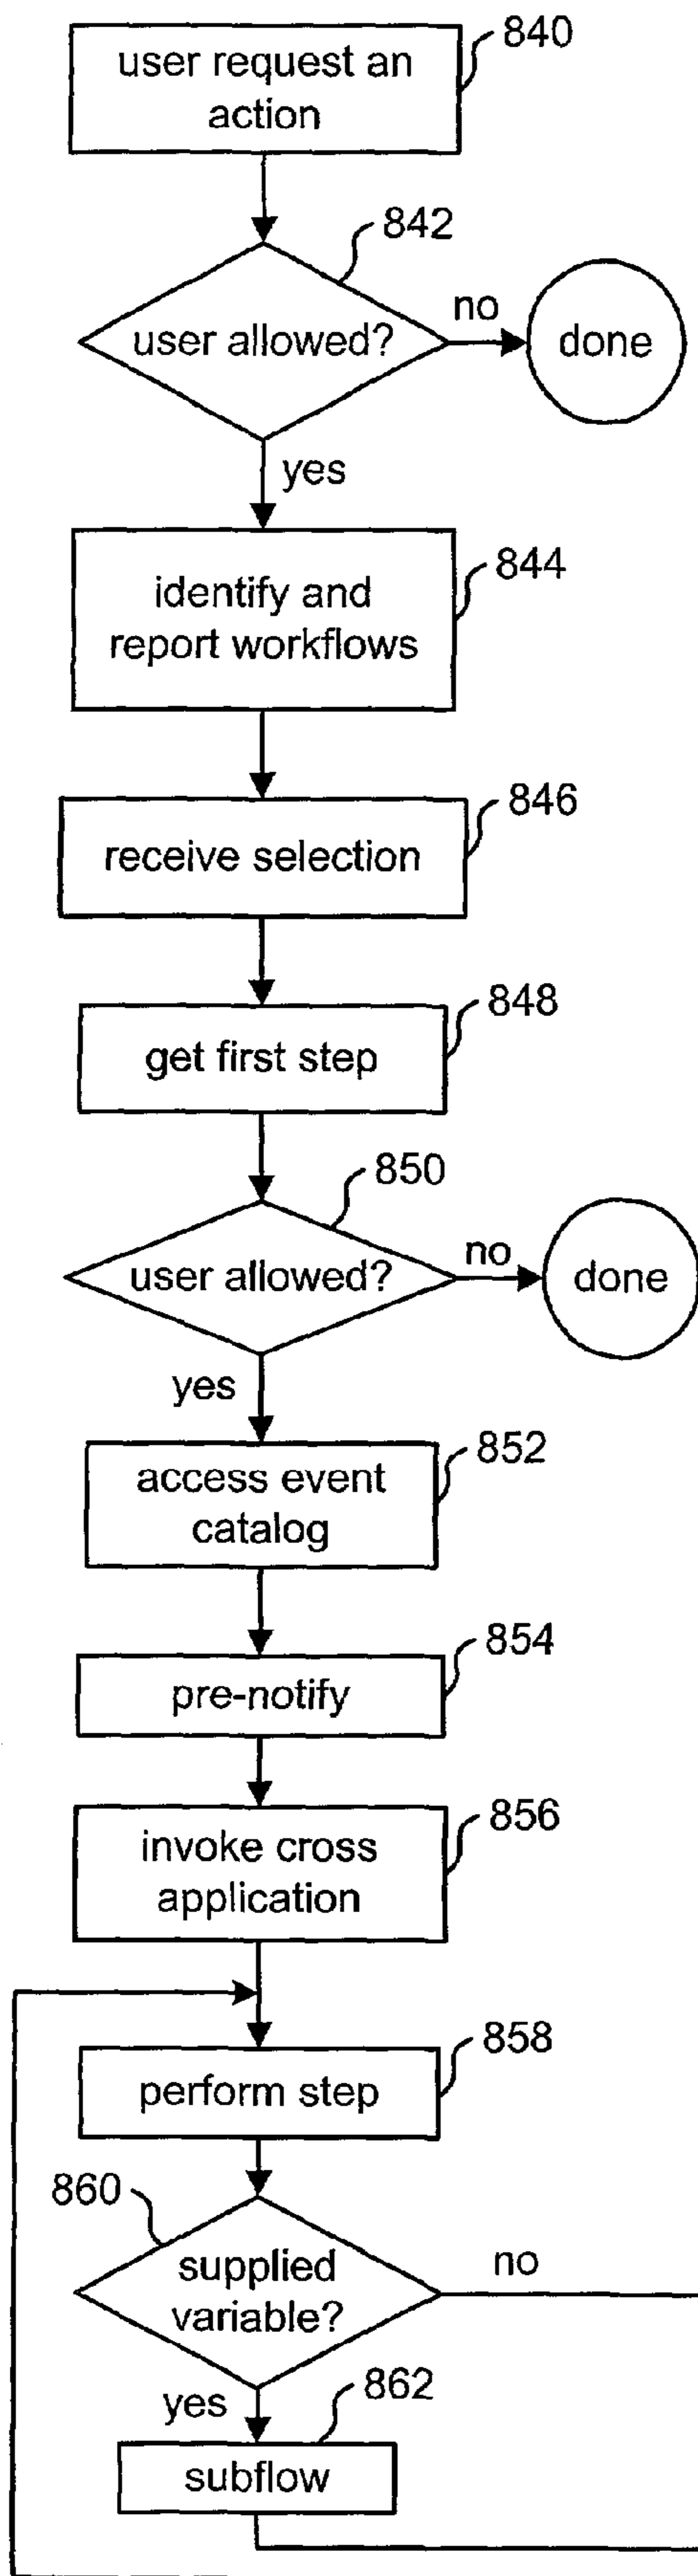 840
user request an
action
842
user allowed?
no
done
yes
844
identify and
report workflows
846
receive selection
848
get first step
850
user allowed?
no
done
yes
852
access event
catalog
854
pre-notify
856
invoke cross
application
858
perform step
860
supplied
variable?
no
yes
862
subflow